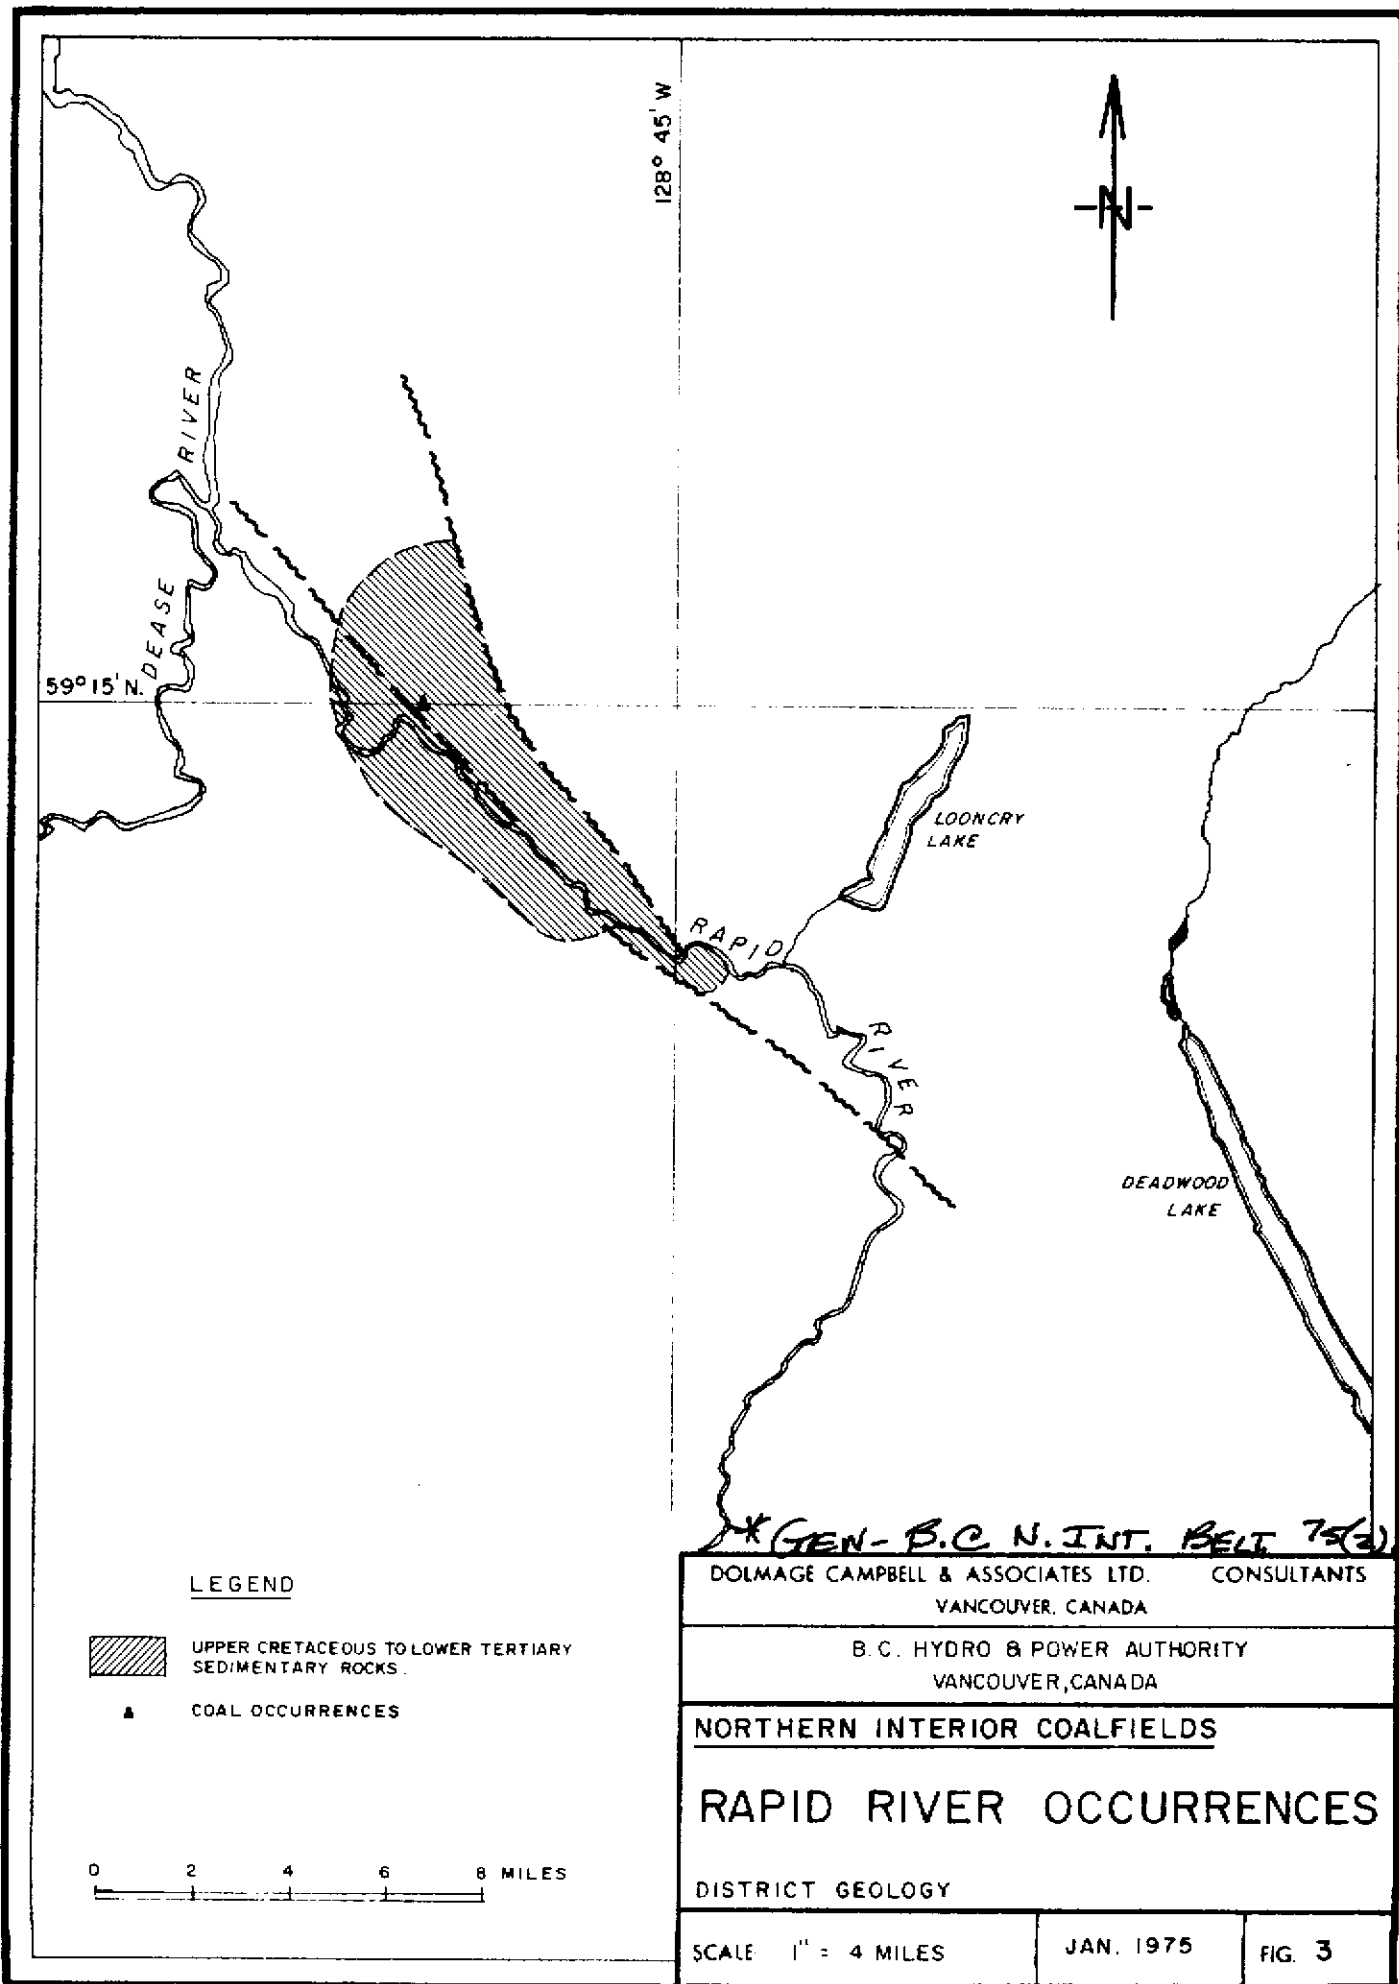 128° 45' W
N
RIVER
DEASE
59° 15' N.
LOONCRY
LAKE
RAPID
RIVER
DEADWOOD
LAKE
* GEN - B.C N. INT. BELT 75(2)
LEGEND
UPPER CRETACEOUS TO LOWER TERTIARY
SEDIMENTARY ROCKS.
COAL OCCURRENCES
0 2 4 6 8 MILES
DOLMAGE CAMPBELL & ASSOCIATES LTD. CONSULTANTS
VANCOUVER, CANADA
B.C. HYDRO & POWER AUTHORITY
VANCOUVER, CANADA
NORTHERN INTERIOR COALFIELDS
RAPID RIVER OCCURRENCES
DISTRICT GEOLOGY
SCALE 1" = 4 MILES
JAN. 1975
FIG. 3